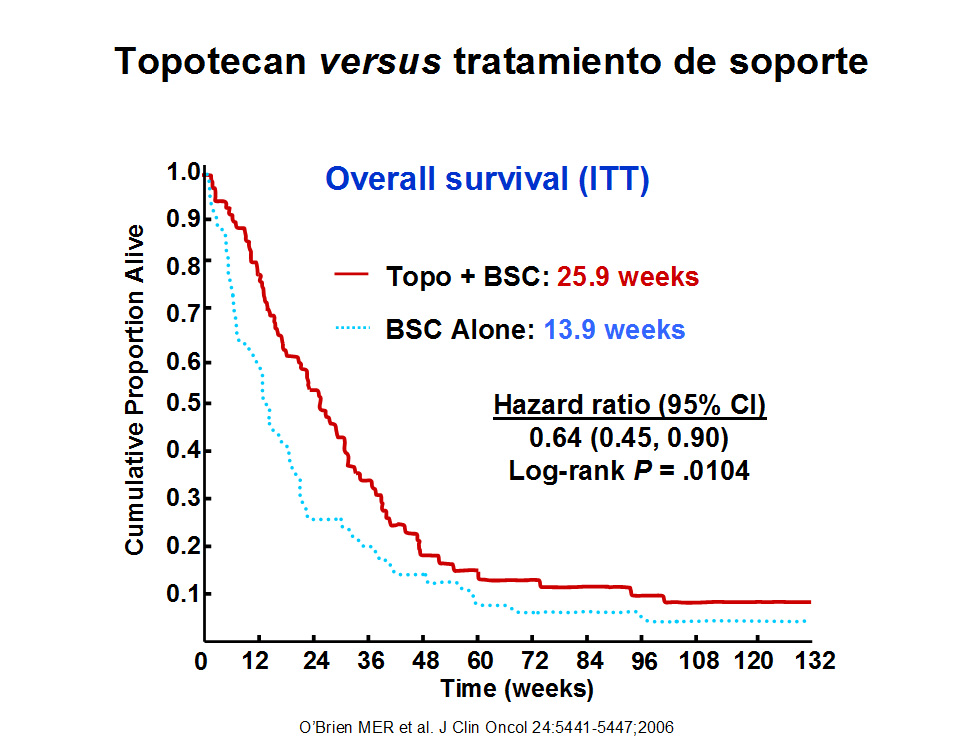 Topotecan versus tratamiento de soporte
Overall survival (ITT)
Topo + BSC: 25.9 weeks
BSC Alone: 13.9 weeks
Hazard ratio (95% CI)
0.64 (0.45, 0.90)
Log-rank P = .0104
Cumulative Proportion Alive
1.0
0.9
0.8
0.7
0.6
0.5
0.4
0.3
0.2
0.1
0 12 24 36 48 60 72 84 96 108 120 132
Time (weeks)
O’Brien MER et al. J Clin Oncol 24:5441-5447;2006